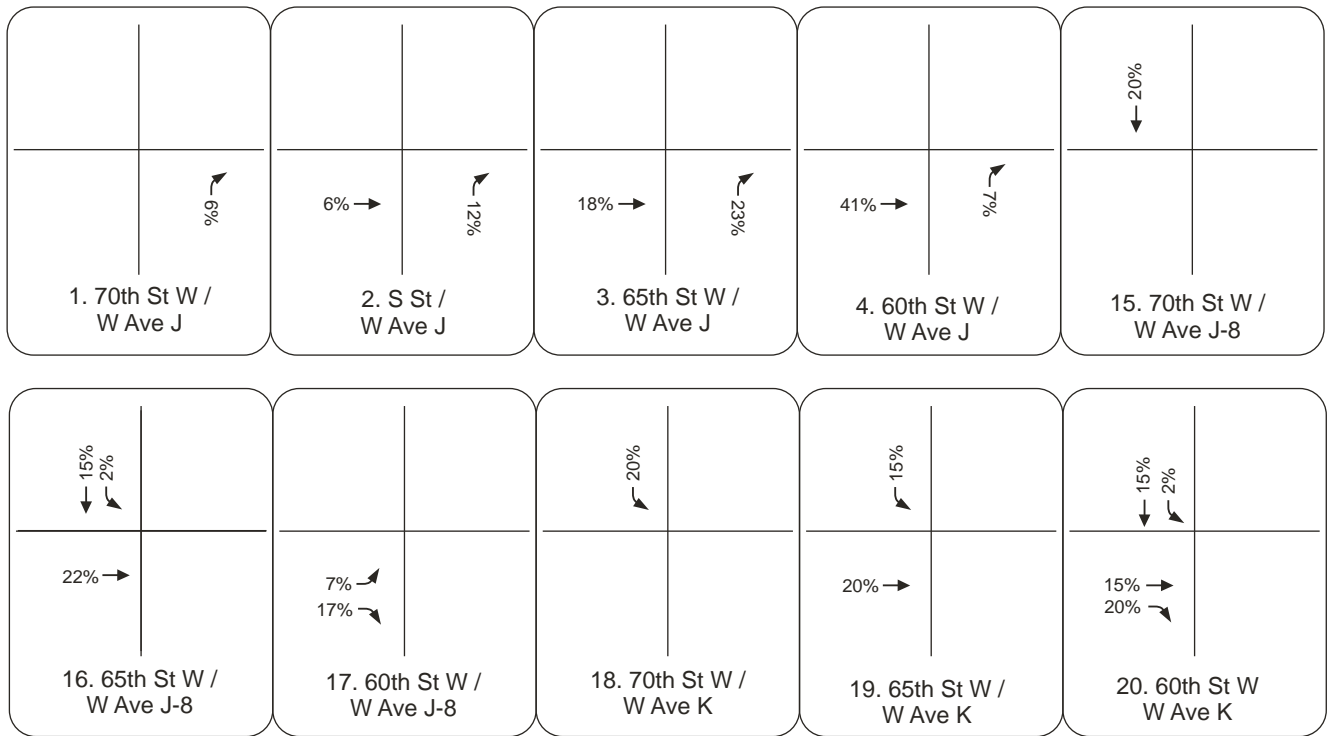 6%
1. 70th St W /
W Ave J
6%
12%
2. S St /
W Ave J
18%
23%
3. 65th St W /
W Ave J
41%
7%
4. 60th St W /
W Ave J
20%
15. 70th St W /
W Ave J-8
15%
2%
22%
16. 65th St W /
W Ave J-8
7%
17%
17. 60th St W /
W Ave J-8
20%
18. 70th St W /
W Ave K
15%
20%
19. 65th St W /
W Ave K
15%
2%
15%
20%
20. 60th St W
W Ave K